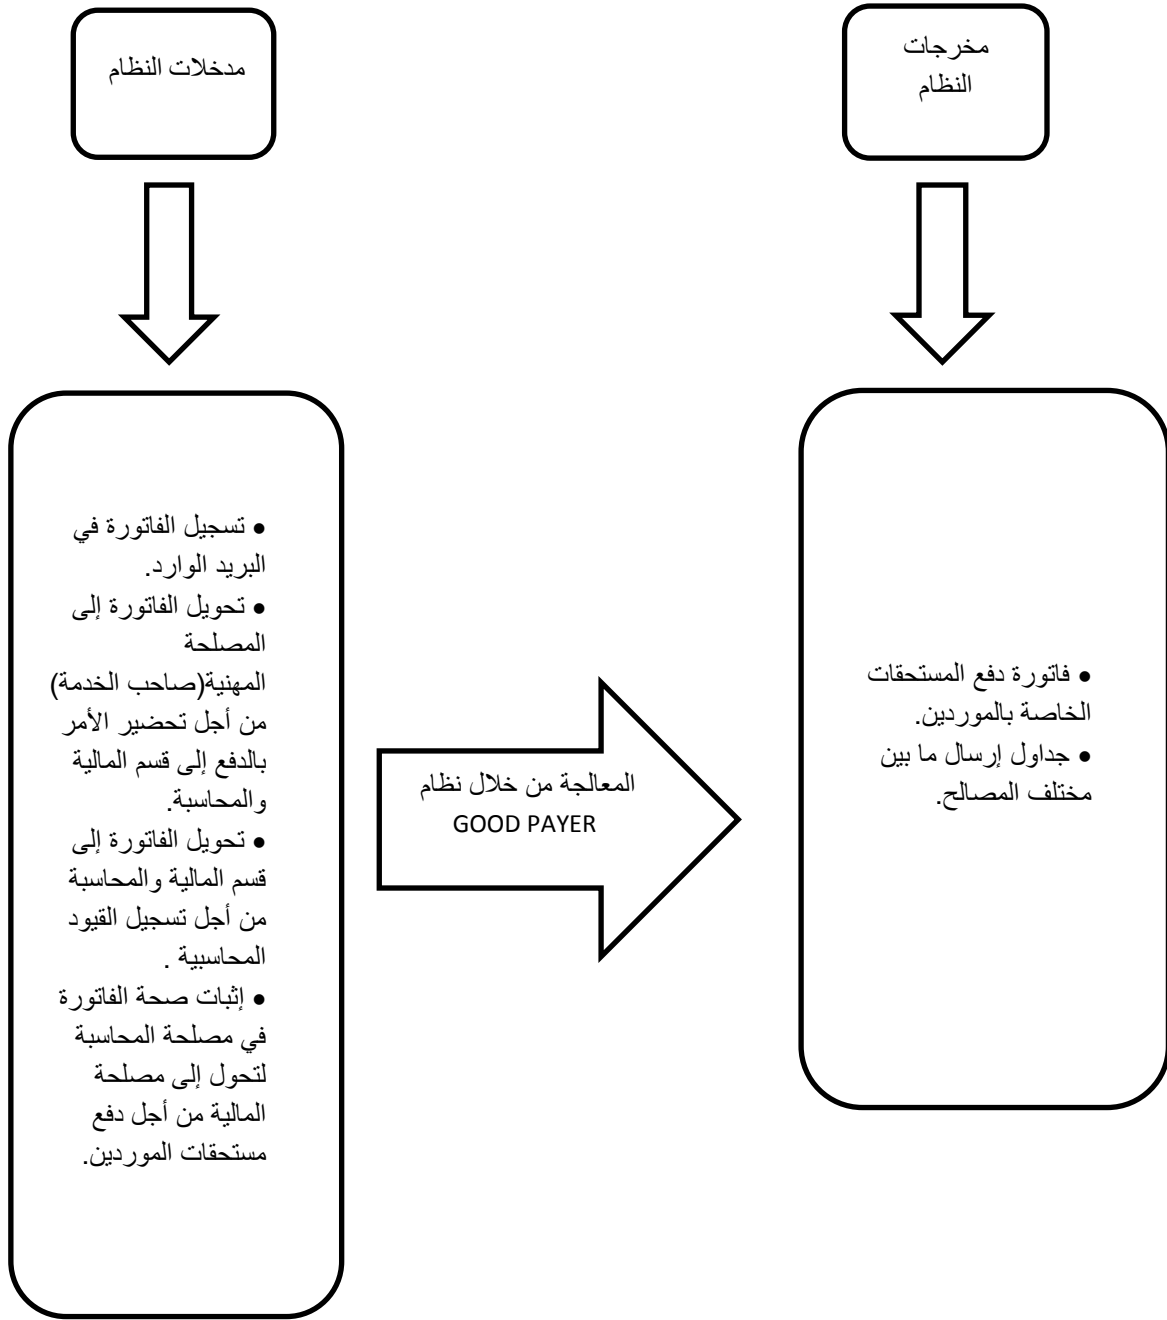 مدخلات النظام
مخرجات
النظام
• تسجيل الفاتورة في
البريد الوارد.
• تحويل الفاتورة إلى
المصلحة
المهنية(صاحب الخدمة)
من أجل تحضير الأمر
بالدفع إلى قسم المالية
والمحاسبة.
• تحويل الفاتورة إلى
قسم المالية والمحاسبة
من أجل تسجيل القيود
المحاسبية .
• إثبات صحة الفاتورة
في مصلحة المحاسبة
لتحول إلى مصلحة
المالية من أجل دفع
مستحقات الموردين.
المعالجة من خلال نظام
GOOD PAYER
• فاتورة دفع المستحقات
الخاصة بالموردين.
• جداول إرسال ما بين
مختلف المصالح.